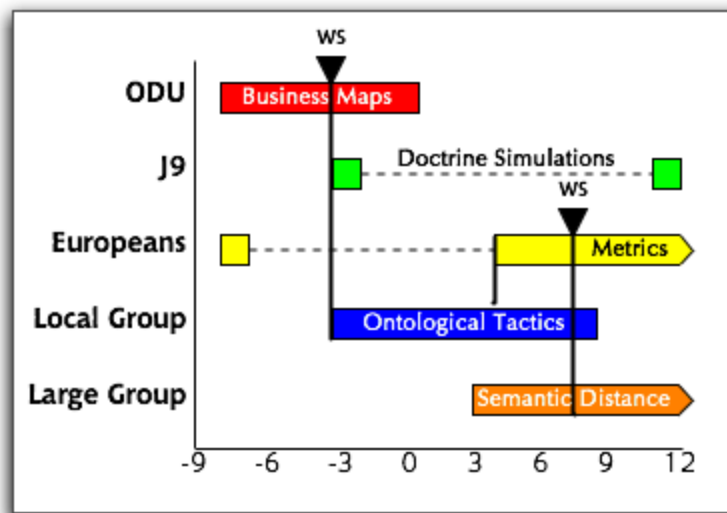 WS
ODU
Business Maps
J9
Doctrine Simulations
WS
Europeans
Metrics
Local Group
Ontological Tactics
Large Group
Semantic Distance
-9 -6 -3 0 3 6 9 12